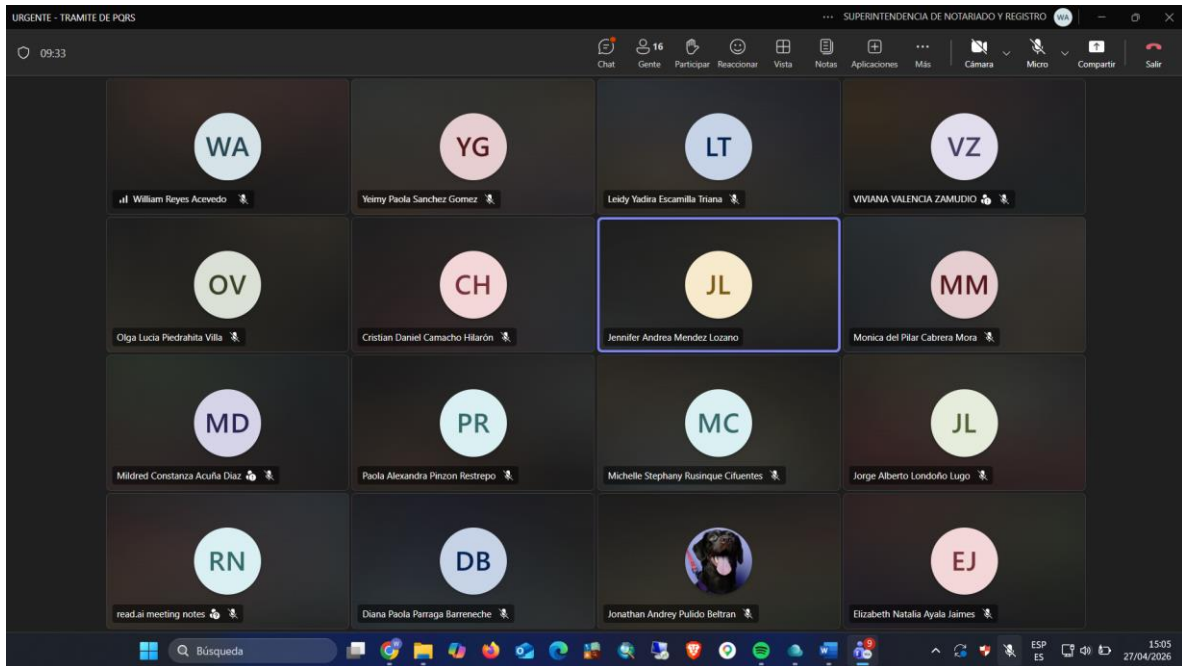 URGENTE - TRAMITE DE PQRS
SUPERINTENDENCIA DE NOTARIADO Y REGISTRO WA
09:33
16
Chat Gente Participar Reaccionar Vista Notas Aplicaciones Más Cámara Micro Compartir Salir
WA YG LT VZ
William Reyes Acevedo Yeimy Paola Sanchez Gomez Leidy Yadira Escamilla Triana VIVIANA VALENCIA ZAMUDIO
OV CH JL MM
Olga Lucia Piedrahita Villa Cristian Daniel Camacho Hilarón Jennifer Andrea Mendez Lozano Monica del Pilar Cabrera Mora
MD PR MC JL
Mildred Constanza Acuña Diaz Paola Alexandra Pinzon Restrepo Michelle Stephany Rusinque Cifuentes Jorge Alberto Londoño Lugo
RN DB EJ
read.ai meeting notes Diana Paola Parraga Barreneche Jonathan Andrey Pulido Beltran Elizabeth Natalia Ayala Jaimes
Búsqueda
9
ESP
ES
15:05
27/04/2026